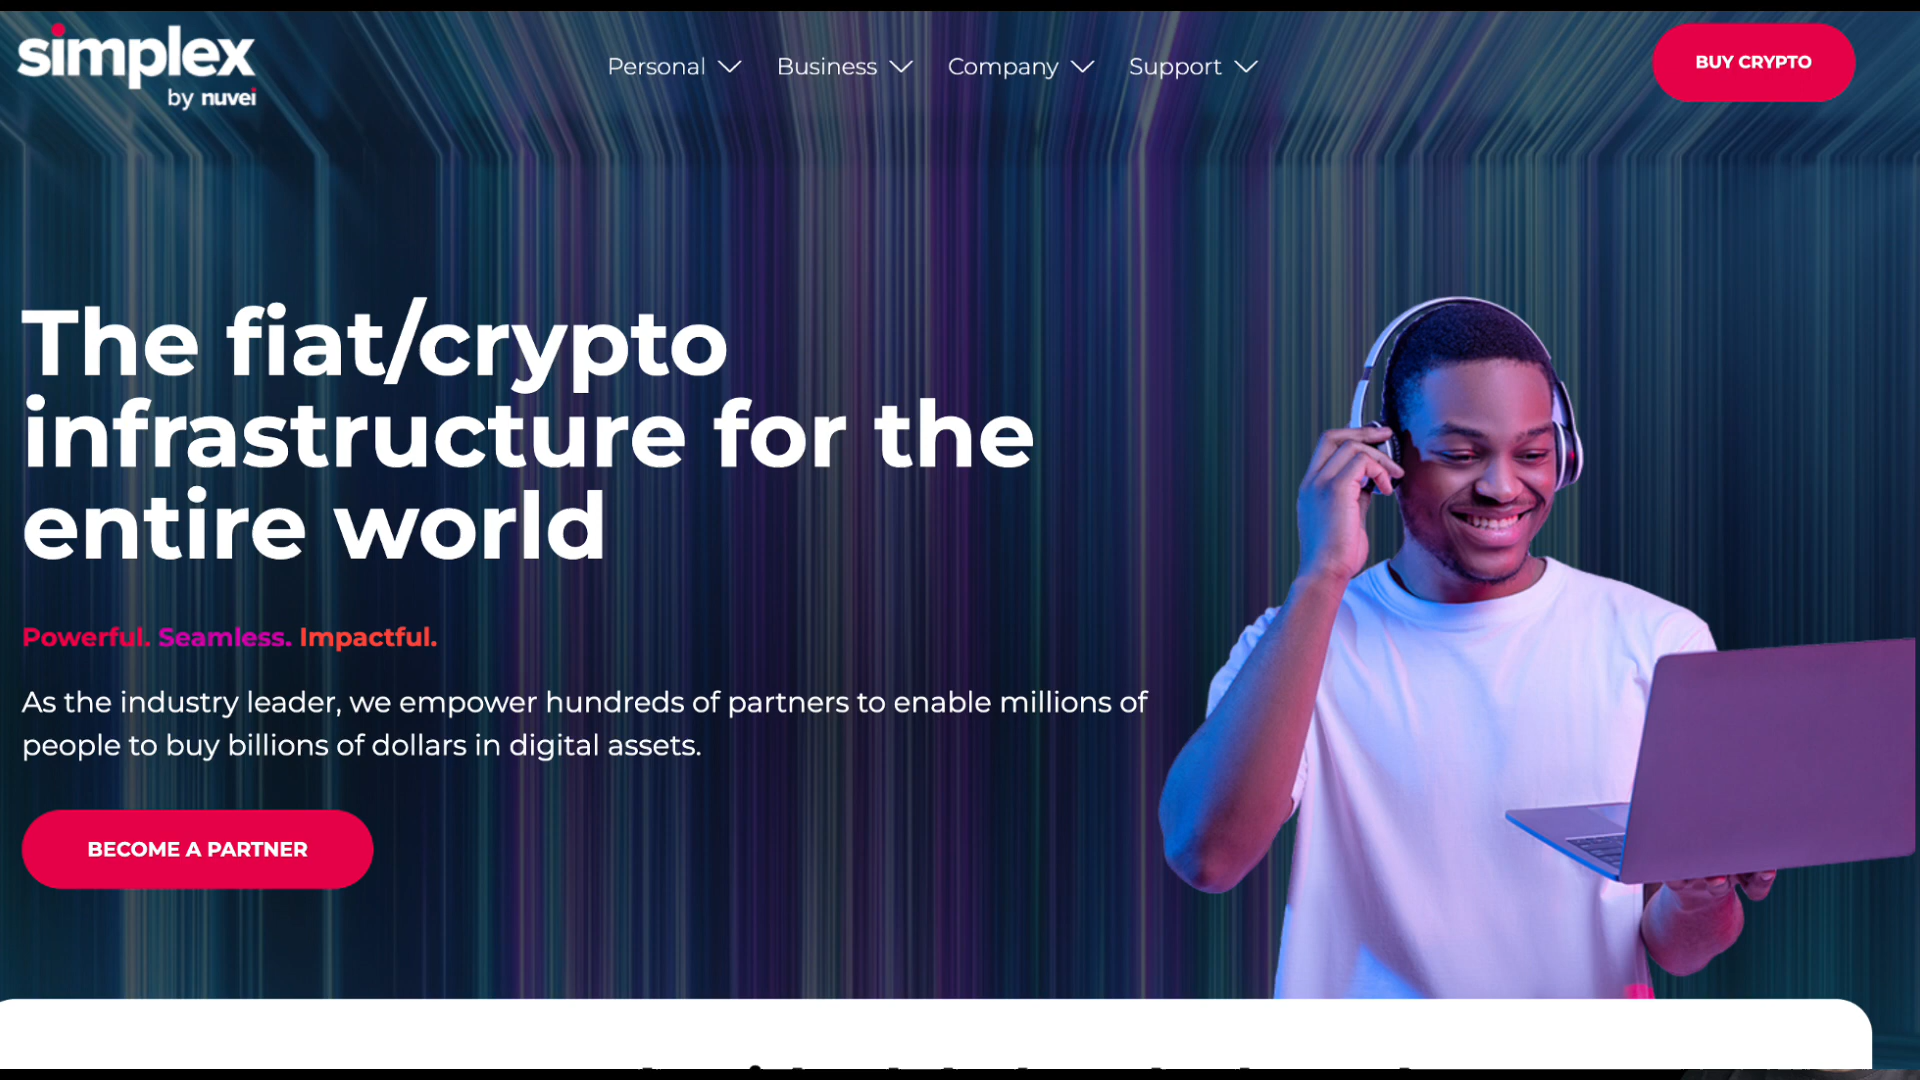 simplex
by nuvei
Personal
Business
Company
Support
BUY CRYPTO
The fiat/crypto
infrastructure for the
entire world
Powerful. Seamless. Impactful.
As the industry leader, we empower hundreds of partners to enable millions of
people to buy billions of dollars in digital assets.
BECOME A PARTNER